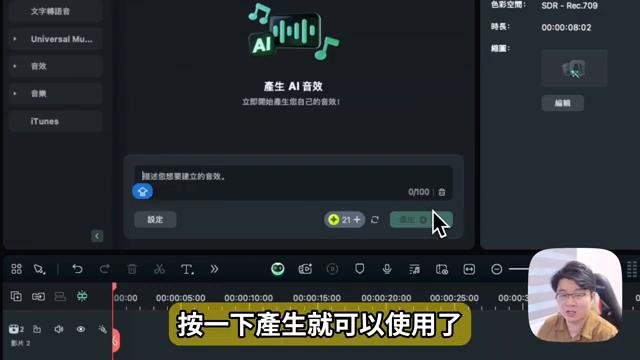 文字轉語音
Universal Mu...
音效
音樂
iTunes
AI
產生 AI 音效
立即開始產生您自己的音效!
描述您想要建立的音效。
0/100
設定
21
產生
色彩空間:
SDR - Rec.709
時長:
00:00:08:02
縮圖:
編輯
:00:00
00:00:05:00
00:00:10:00
00:00:15:00
00:00:20:00
00:00:25:00
00:00:30:00
影片 2
按一下產生就可以使用了